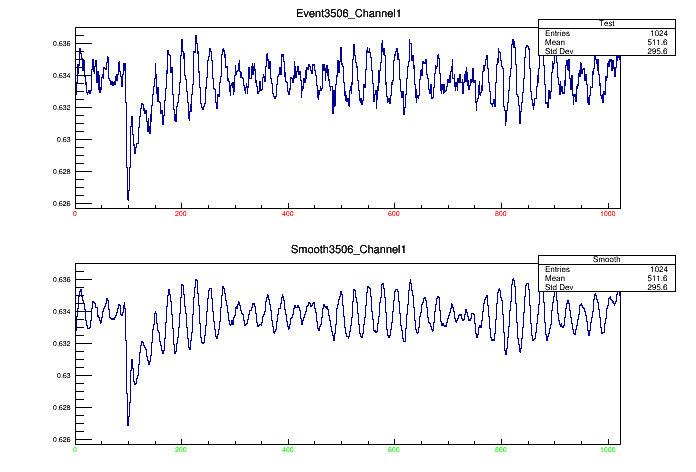 Event3506_Channel1
Test
Entries 1024
Mean 511.6
Std Dev 295.6
0.636
0.634
0.632
0.63
0.628
0.626
0 200 400 600 800 1000
Smooth3506_Channel1
Smooth
Entries 1024
Mean 511.6
Std Dev 295.6
0.636
0.634
0.632
0.63
0.628
0.626
0 200 400 600 800 1000